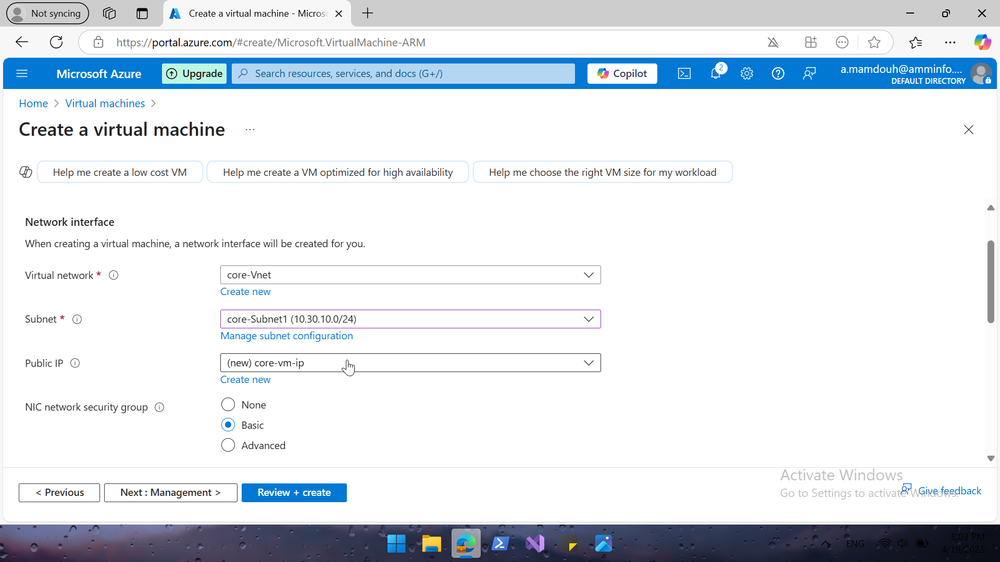 Not syncing
Create a virtual machine - Micros
https://portal.azure.com/#create/Microsoft.VirtualMachine-ARM
Microsoft Azure
Upgrade
Search resources, services, and docs (G+/)
Copilot
2
a.mamdouh@amminfo....
DEFAULT DIRECTORY
Home > Virtual machines >
Create a virtual machine ...
Help me create a low cost VM
Help me create a VM optimized for high availability
Help me choose the right VM size for my workload
Network interface
When creating a virtual machine, a network interface will be created for you.
Virtual network *
core-Vnet
Create new
Subnet *
core-Subnet1 (10.30.10.0/24)
Manage subnet configuration
Public IP
(new) core-vm-ip
Create new
NIC network security group
None
Basic
Advanced
< Previous
Next : Management >
Review + create
Activate Windows
Go to Settings to activate Windows.
Give feedback
ENG
8:03 PM
4/19/2025